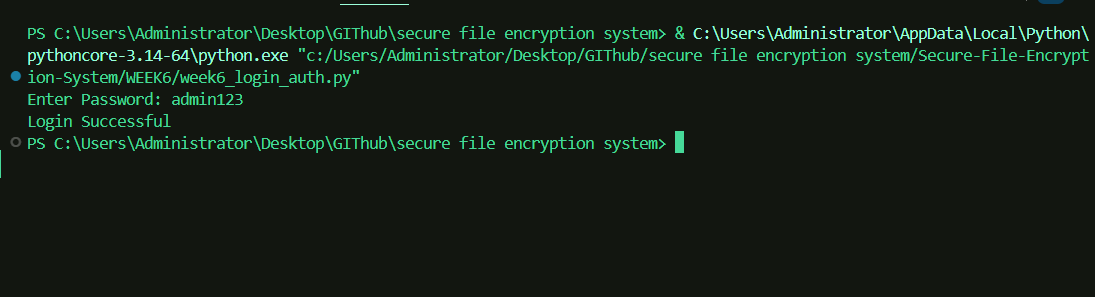 PS C:\Users\Administrator\Desktop\GIThub\secure file encryption system> & C:\Users\Administrator\AppData\Local\Python\
pythoncore-3.14-64\python.exe "c:/Users/Administrator/Desktop/GIThub/secure file encryption system/Secure-File-Encrypt
ion-System/WEEK6/week6_login_auth.py"
Enter Password: admin123
Login Successful
PS C:\Users\Administrator\Desktop\GIThub\secure file encryption system>